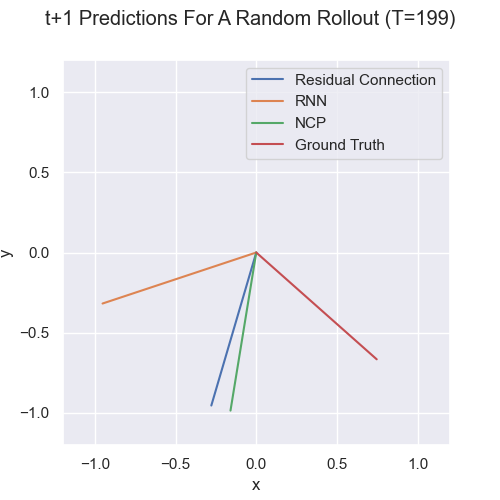 t+1 Predictions For A Random Rollout (T=199)
Residual Connection
RNN
NCP
Ground Truth
1.0
0.5
0.0
−0.5
−1.0
y
−1.0 −0.5 0.0 0.5 1.0
x